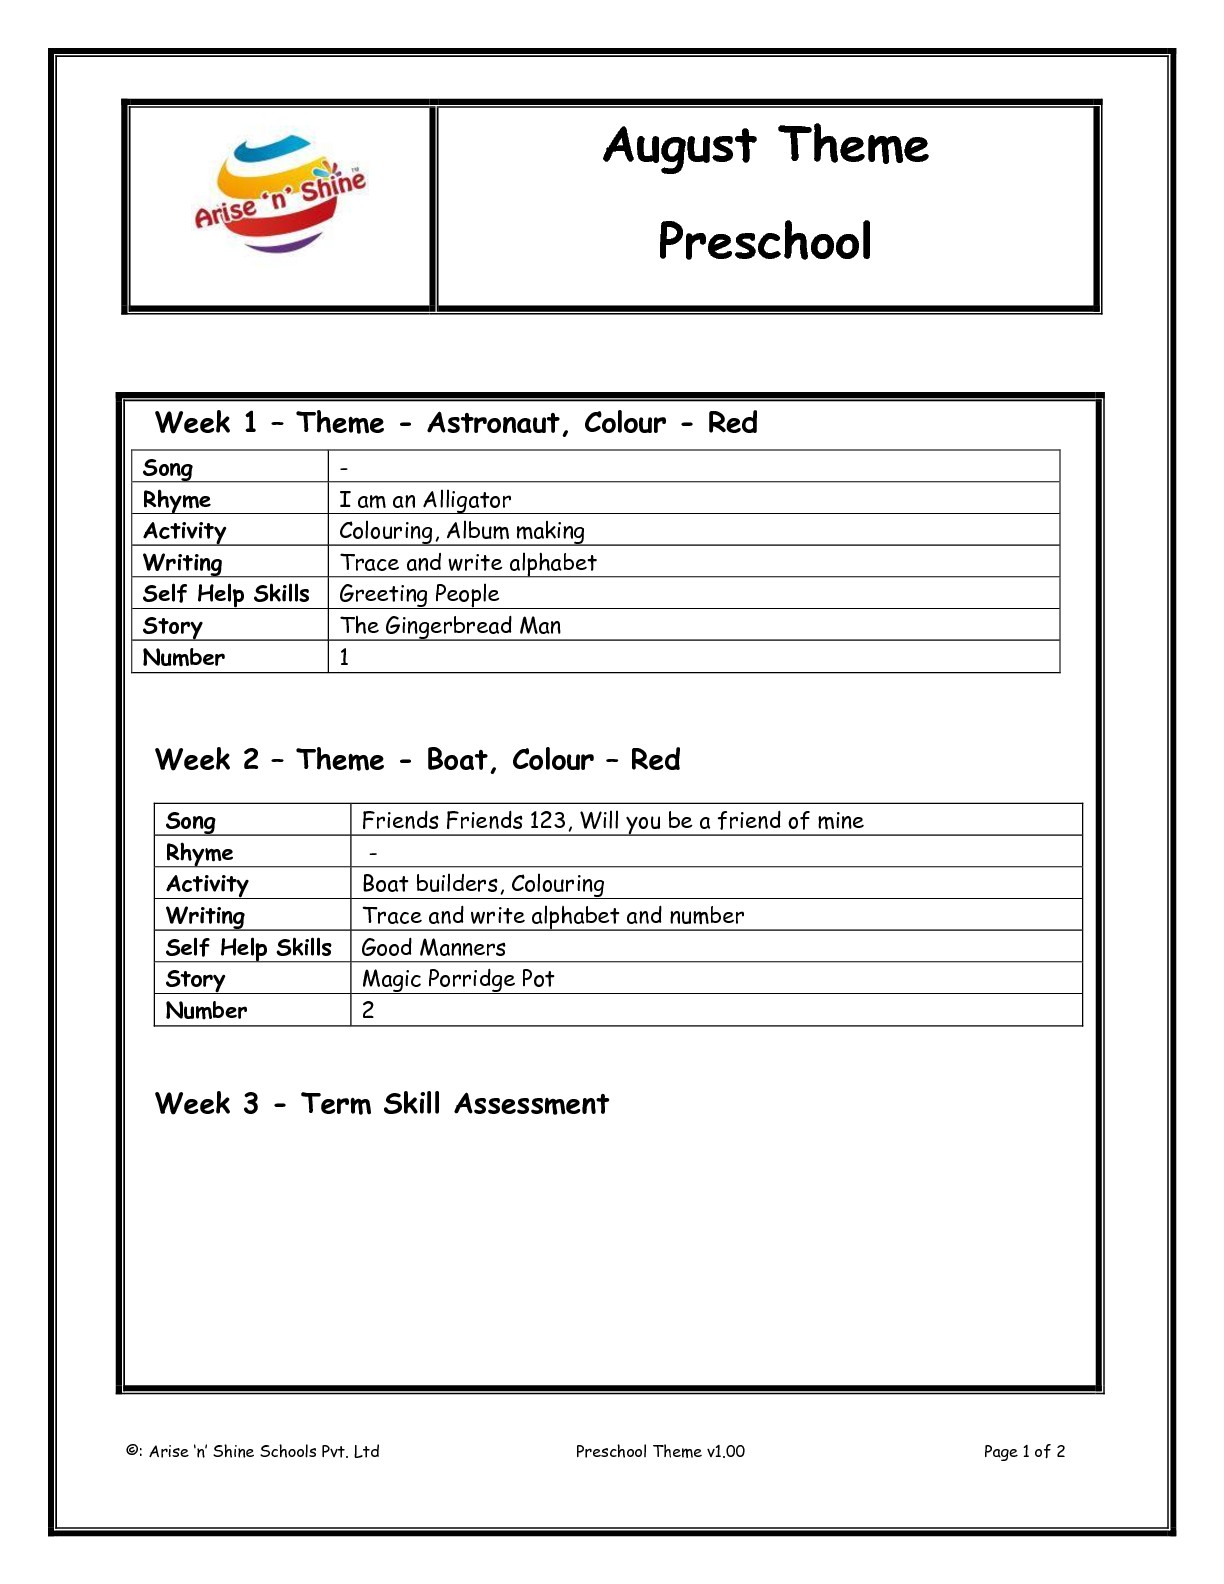 Arise 'n' Shine™
August Theme
Preschool
Week 1 – Theme - Astronaut, Colour - Red
Song -
Rhyme I am an Alligator
Activity Colouring, Album making
Writing Trace and write alphabet
Self Help Skills Greeting People
Story The Gingerbread Man
Number 1
Week 2 – Theme - Boat, Colour – Red
Song Friends Friends 123, Will you be a friend of mine
Rhyme -
Activity Boat builders, Colouring
Writing Trace and write alphabet and number
Self Help Skills Good Manners
Story Magic Porridge Pot
Number 2
Week 3 - Term Skill Assessment
©: Arise 'n' Shine Schools Pvt. Ltd Preschool Theme v1.00 Page 1 of 2